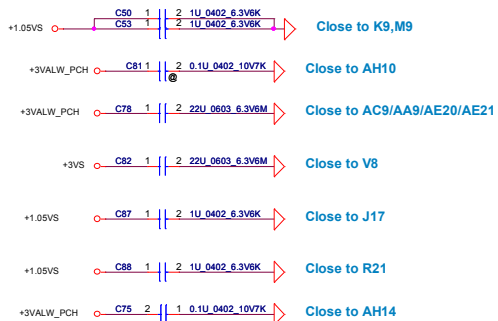 C50 1 2 1U_0402_6.3V6K
+1.05VS C53 1 2 1U_0402_6.3V6K Close to K9,M9
+3VALW_PCH C81 1 2 0.1U_0402_10V7K Close to AH10
@
+3VALW_PCH C78 1 2 22U_0603_6.3V6M Close to AC9/AA9/AE20/AE21
+3VS C82 1 2 22U_0603_6.3V6M Close to V8
+1.05VS C87 1 2 1U_0402_6.3V6K Close to J17
+1.05VS C88 1 2 1U_0402_6.3V6K Close to R21
+3VALW_PCH C75 2 1 0.1U_0402_10V7K Close to AH14